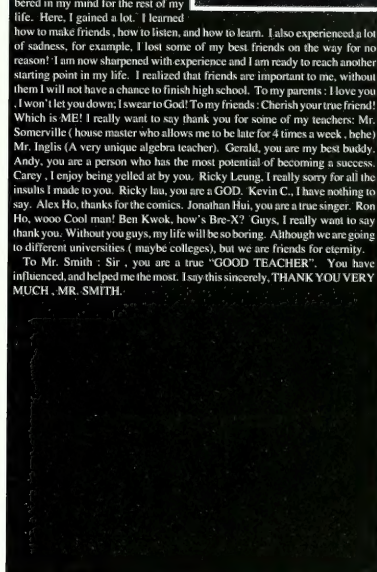 bered in my mind for the rest of my
life. Here, I gained a lot. I learned
how to make friends , how to listen, and how to learn. I also experienced a lot
of sadness, for example, I lost some of my best friends on the way for no
reason! I am now sharpened with experience and I am ready to reach another
starting point in my life. I realized that friends are important to me, without
them I will not have a chance to finish high school. To my parents : I love you
. I won't let you down; I swear to God! To my friends : Cherish your true friend!
Which is ME! I really want to say thank you for some of my teachers: Mr.
Somerville ( house master who allows me to be late for 4 times a week , hehe)
Mr. Inglis (A very unique algebra teacher). Gerald, you are my best buddy.
Andy, you are a person who has the most potential of becoming a success.
Carey , I enjoy being yelled at by you. Ricky Leung, I really sorry for all the
insults I made to you. Ricky lau, you are a GOD. Kevin C., I have nothing to
say. Alex Ho, thanks for the comics. Jonathan Hui, you are a true singer. Ron
Ho, wooo Cool man! Ben Kwok, how's Bre-X? Guys, I really want to say
thank you. Without you guys, my life will be so boring. Although we are going
to different universities ( maybe colleges), but we are friends for eternity.
To Mr. Smith : Sir , you are a true "GOOD TEACHER". You have
influenced, and helped me the most. I say this sincerely, THANK YOU VERY
MUCH , MR. SMITH.